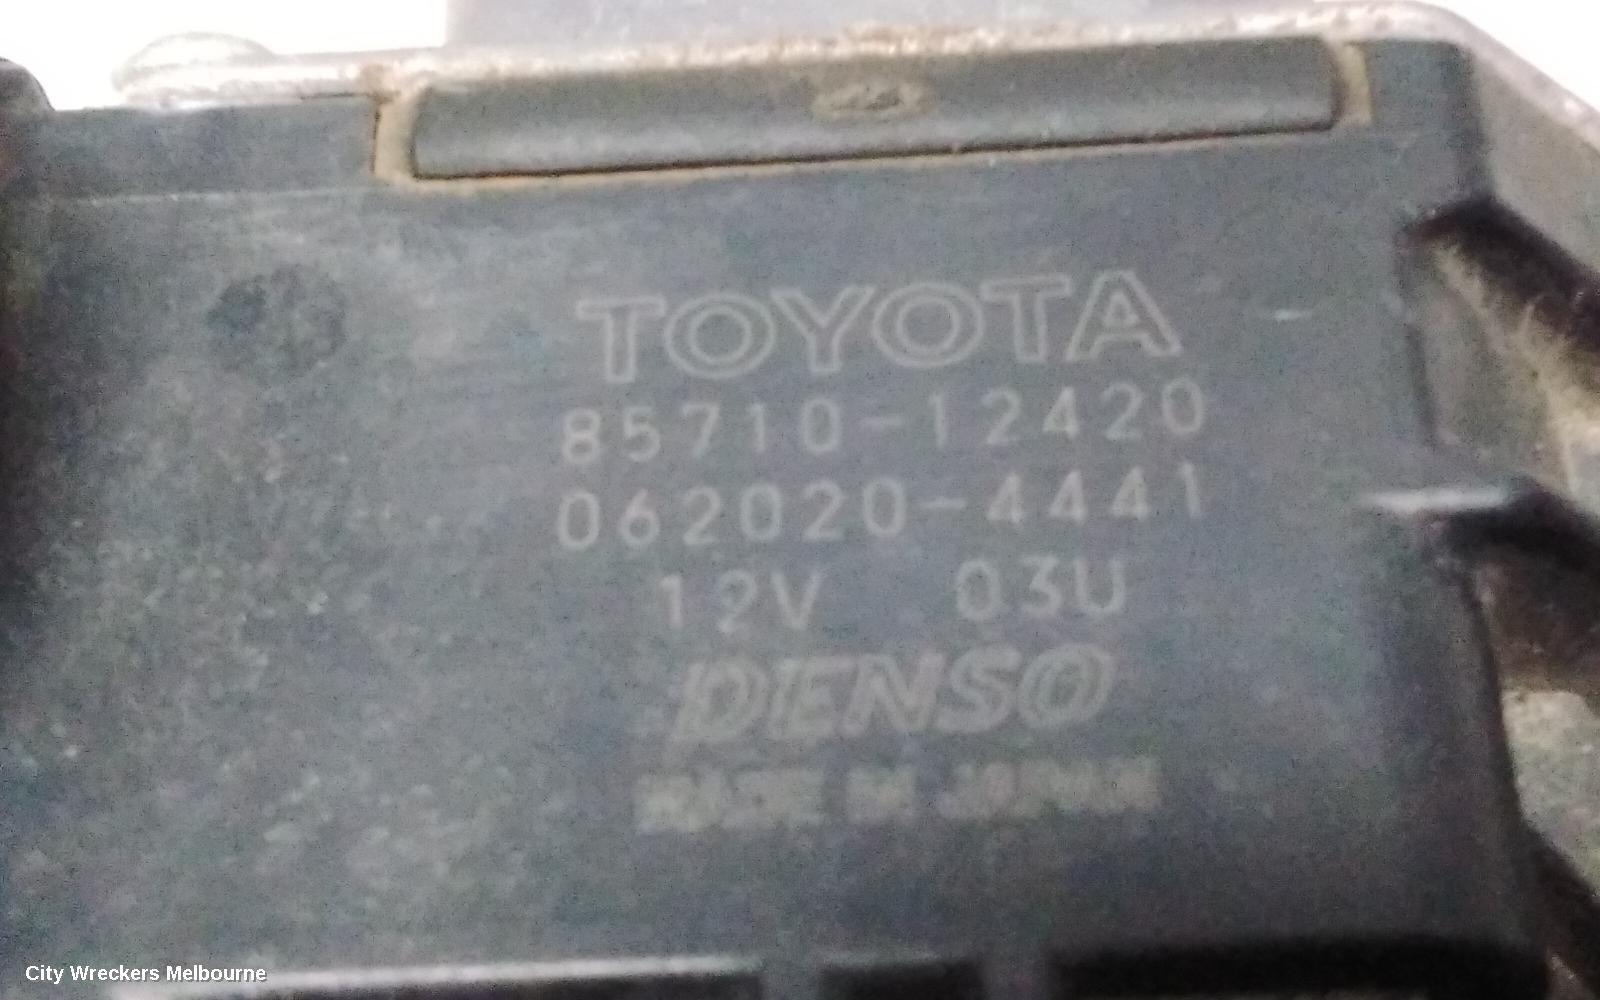 TOYOTA
85710-12420
062020-4441
12V 03U
DENSO
MADE IN JAPAN
City Wreckers Melbourne